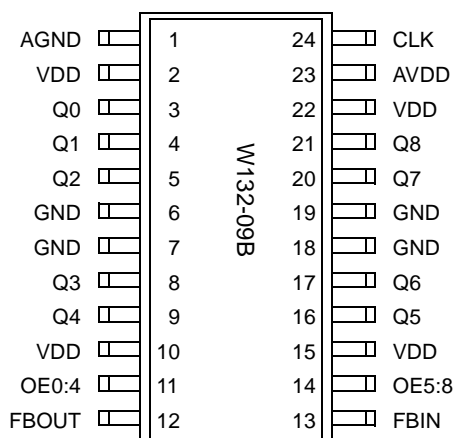 AGND 1 24 CLK
VDD 2 23 AVDD
Q0 3 22 VDD
Q1 4 21 Q8
Q2 5 20 Q7
GND 6 19 GND
GND 7 18 GND
Q3 8 17 Q6
Q4 9 16 Q5
VDD 10 15 VDD
OE0:4 11 14 OE5:8
FBOUT 12 13 FBIN
W132-09B